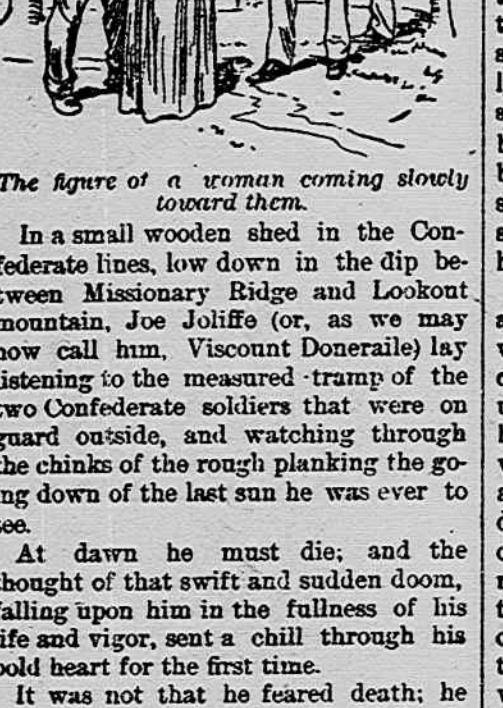 The figure of a woman coming slowly
toward them.
In a small wooden shed in the Con-
federate lines, low down in the dip be-
tween Missionary Ridge and Lookout
mountain, Joe Joliffe (or, as we may
now call him, Viscount Doneraile) lay
listening to the measured tramp of the
two Confederate soldiers that were on
guard outside, and watching through
the chinks of the rough planking the go-
ing down of the last sun he was ever to
see.
At dawn he must die; and the
thought of that swift and sudden doom,
falling upon him in the fullness of his
life and vigor, sent a chill through his
bold heart for the first time.
It was not that he feared death; he